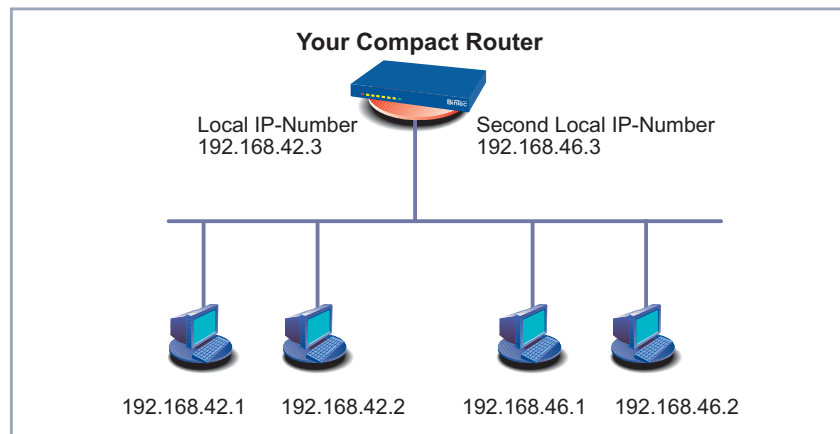 Your Compact Router
BinTec
Local IP-Number
192.168.42.3
Second Local IP-Number
192.168.46.3
192.168.42.1
192.168.42.2
192.168.46.1
192.168.46.2